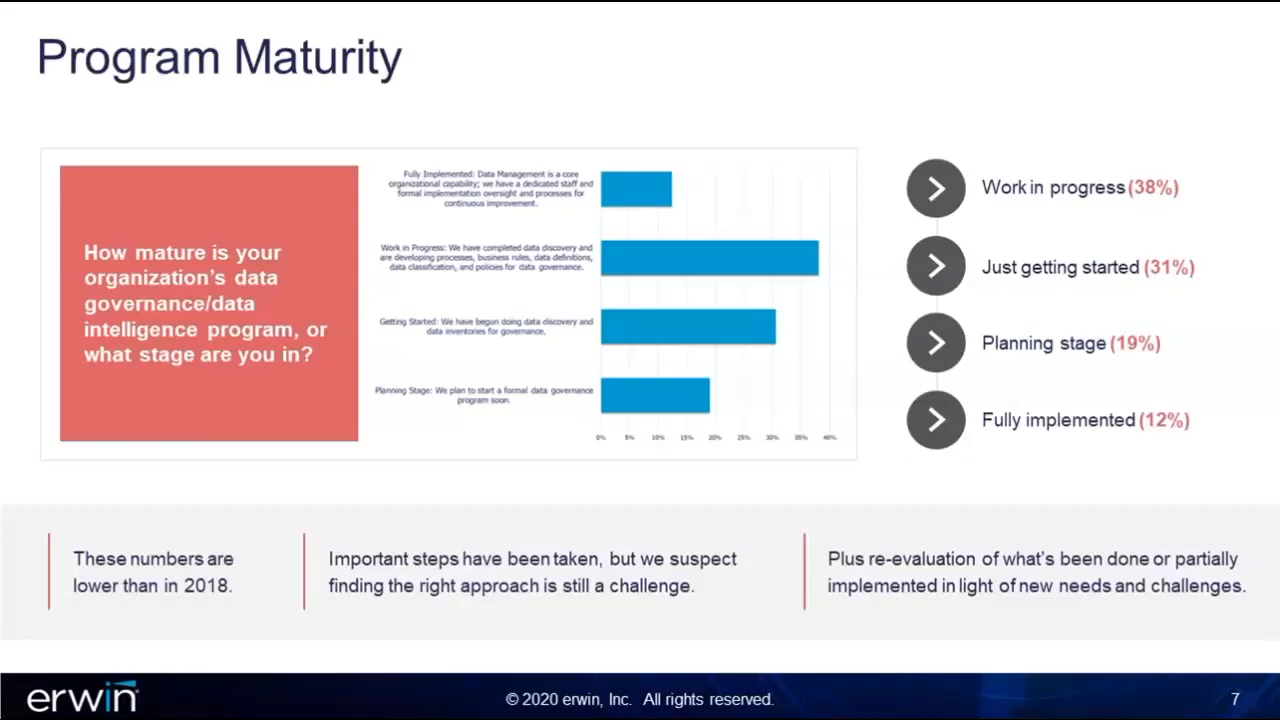 Program Maturity
How mature is your
organization's data
governance/data
intelligence program, or
what stage are you in?
Fully Implemented: Data Management is a core
organizational capability; we have a dedicated staff and
formal implementation oversight and processes for
continuous improvement.
Work in Progress: We have completed data discovery and
are developing processes, business rules, data definitions,
data classification, and policies for data governance.
Getting Started: We have begun doing data discovery and
data inventories for governance.
Planning Stage: We plan to start a formal data governance
program soon.
0% 5% 10% 15% 20% 25% 30% 35% 40%
Work in progress (38%)
Just getting started (31%)
Planning stage (19%)
Fully implemented (12%)
These numbers are
lower than in 2018.
Important steps have been taken, but we suspect
finding the right approach is still a challenge.
Plus re-evaluation of what's been done or partially
implemented in light of new needs and challenges.
erwin
© 2020 erwin, Inc. All rights reserved.
7